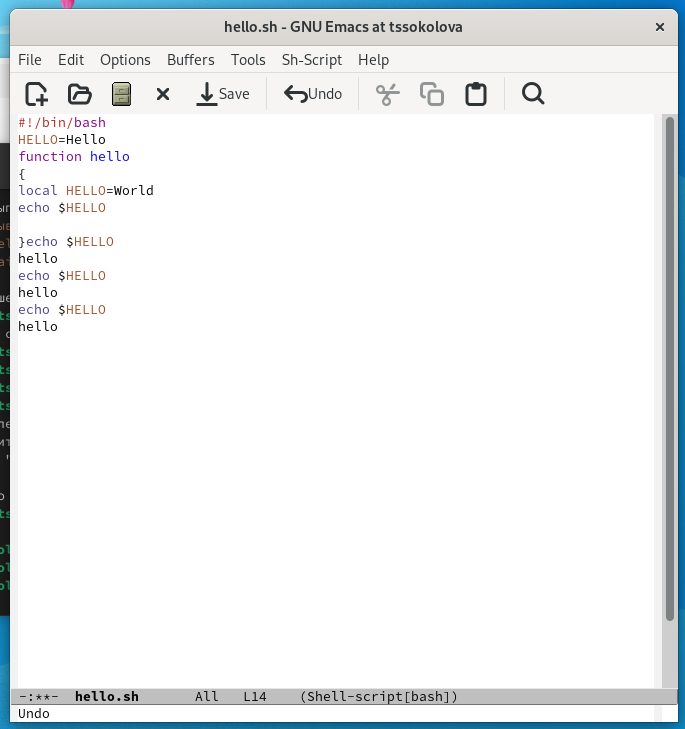 hello.sh - GNU Emacs at tssokolova
File Edit Options Buffers Tools Sh-Script Help
Save Undo
#!/bin/bash
HELLO=Hello
function hello
{
local HELLO=World
echo $HELLO
}echo $HELLO
hello
echo $HELLO
hello
echo $HELLO
hello
-:**- hello.sh All L14 (Shell-script[bash])
Undo